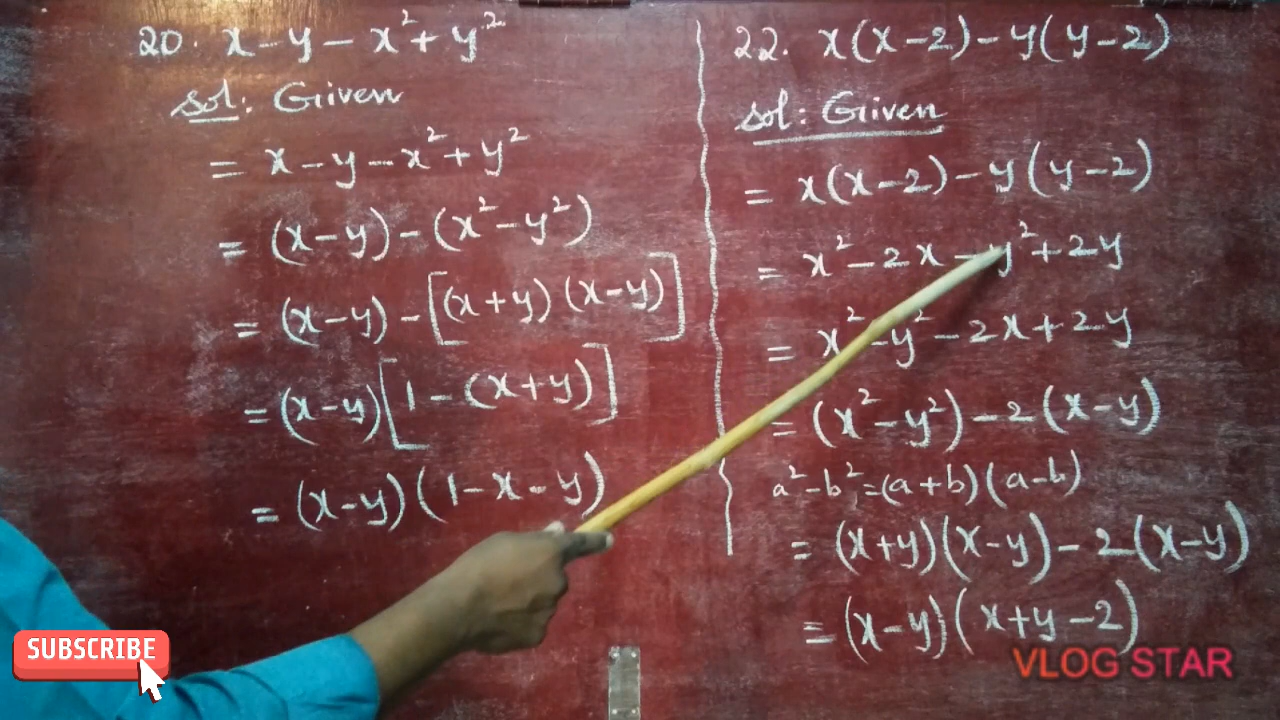 20. x-y-x²+y²
Sol: Given
= x-y-x²+y²
= (x-y)-(x²-y²)
= (x-y)-[(x+y)(x-y)]
=(x-y)[1-(x+y)]
= (x-y)(1-x-y)
22. x(x-2)-y(y-2)
Sol: Given
= x(x-2)-y(y-2)
= x²-2x-y²+2y
= x²-y²-2x+2y
= (x²-y²)-2(x-y)
a²-b²=(a+b)(a-b)
= (x+y)(x-y)-2(x-y)
= (x-y)(x+y-2)
SUBSCRIBE
VLOG STAR